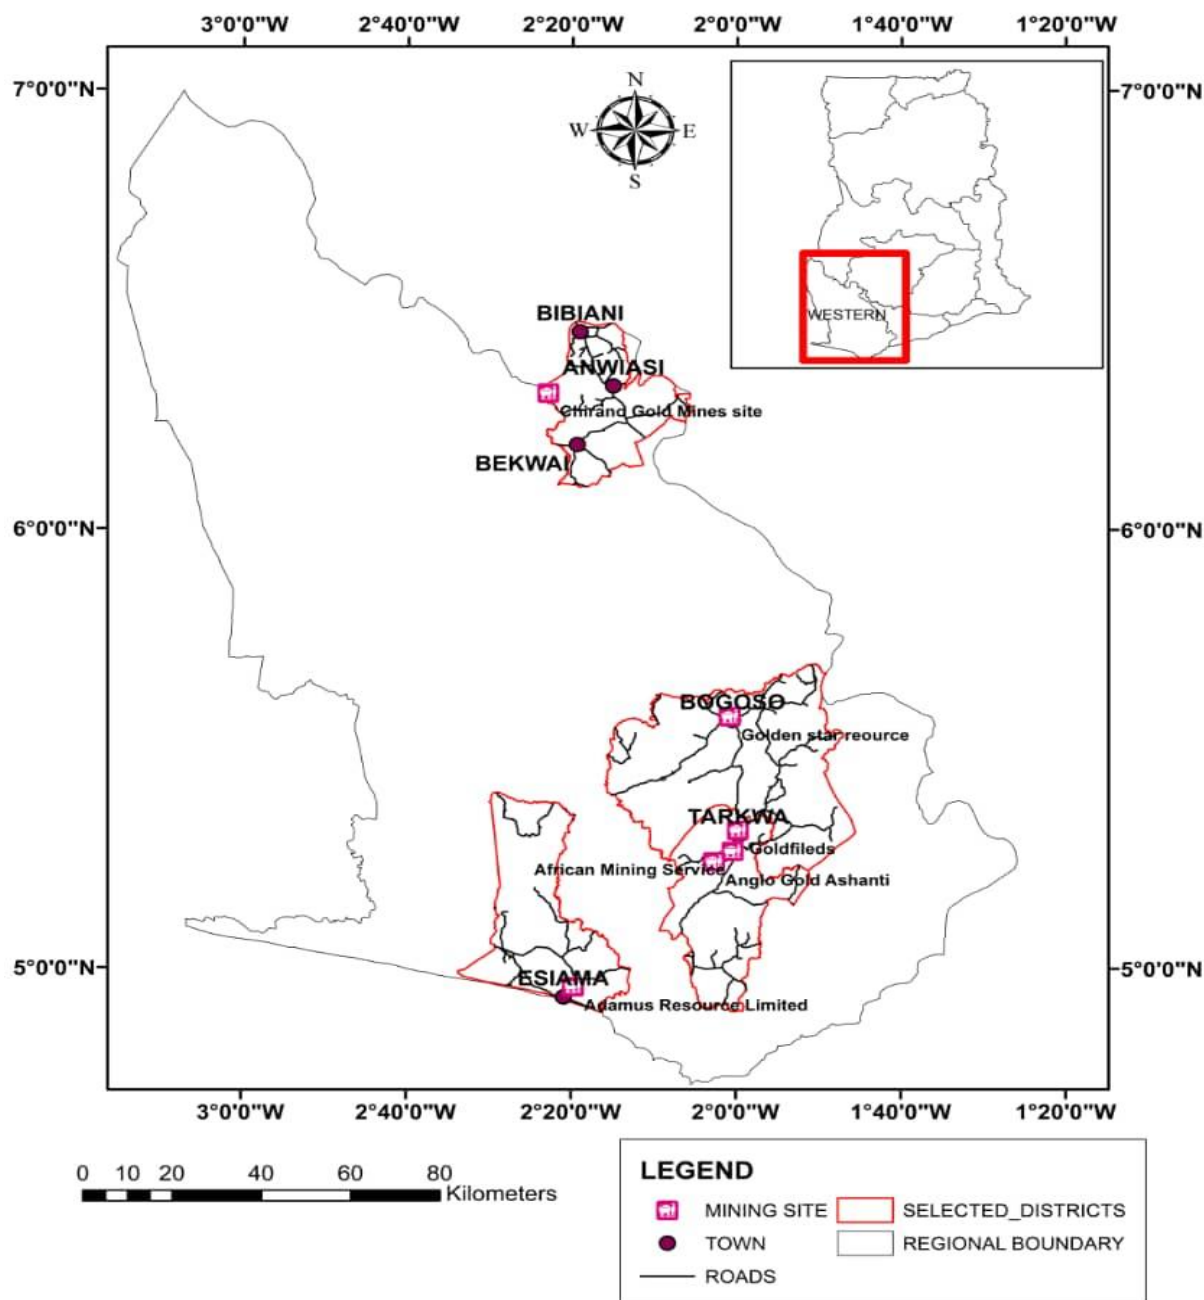 3°0'0"W 2°40'0"W 2°20'0"W 2°0'0"W 1°40'0"W 1°20'0"W
7°0'0"N 7°0'0"N
N
W E
S
WESTERN
BIBIANI
ANWIASI
Chirano Gold Mines site
BEKWAI
6°0'0"N 6°0'0"N
BOGOSO
Golden star reource
TARKWA
Goldfileds
African Mining Service
Anglo Gold Ashanti
5°0'0"N 5°0'0"N
ESIAMA
Adamus Resource Limited
3°0'0"W 2°40'0"W 2°20'0"W 2°0'0"W 1°40'0"W 1°20'0"W
0 10 20 40 60 80
Kilometers
LEGEND
MINING SITE SELECTED_DISTRICTS
TOWN REGIONAL BOUNDARY
ROADS